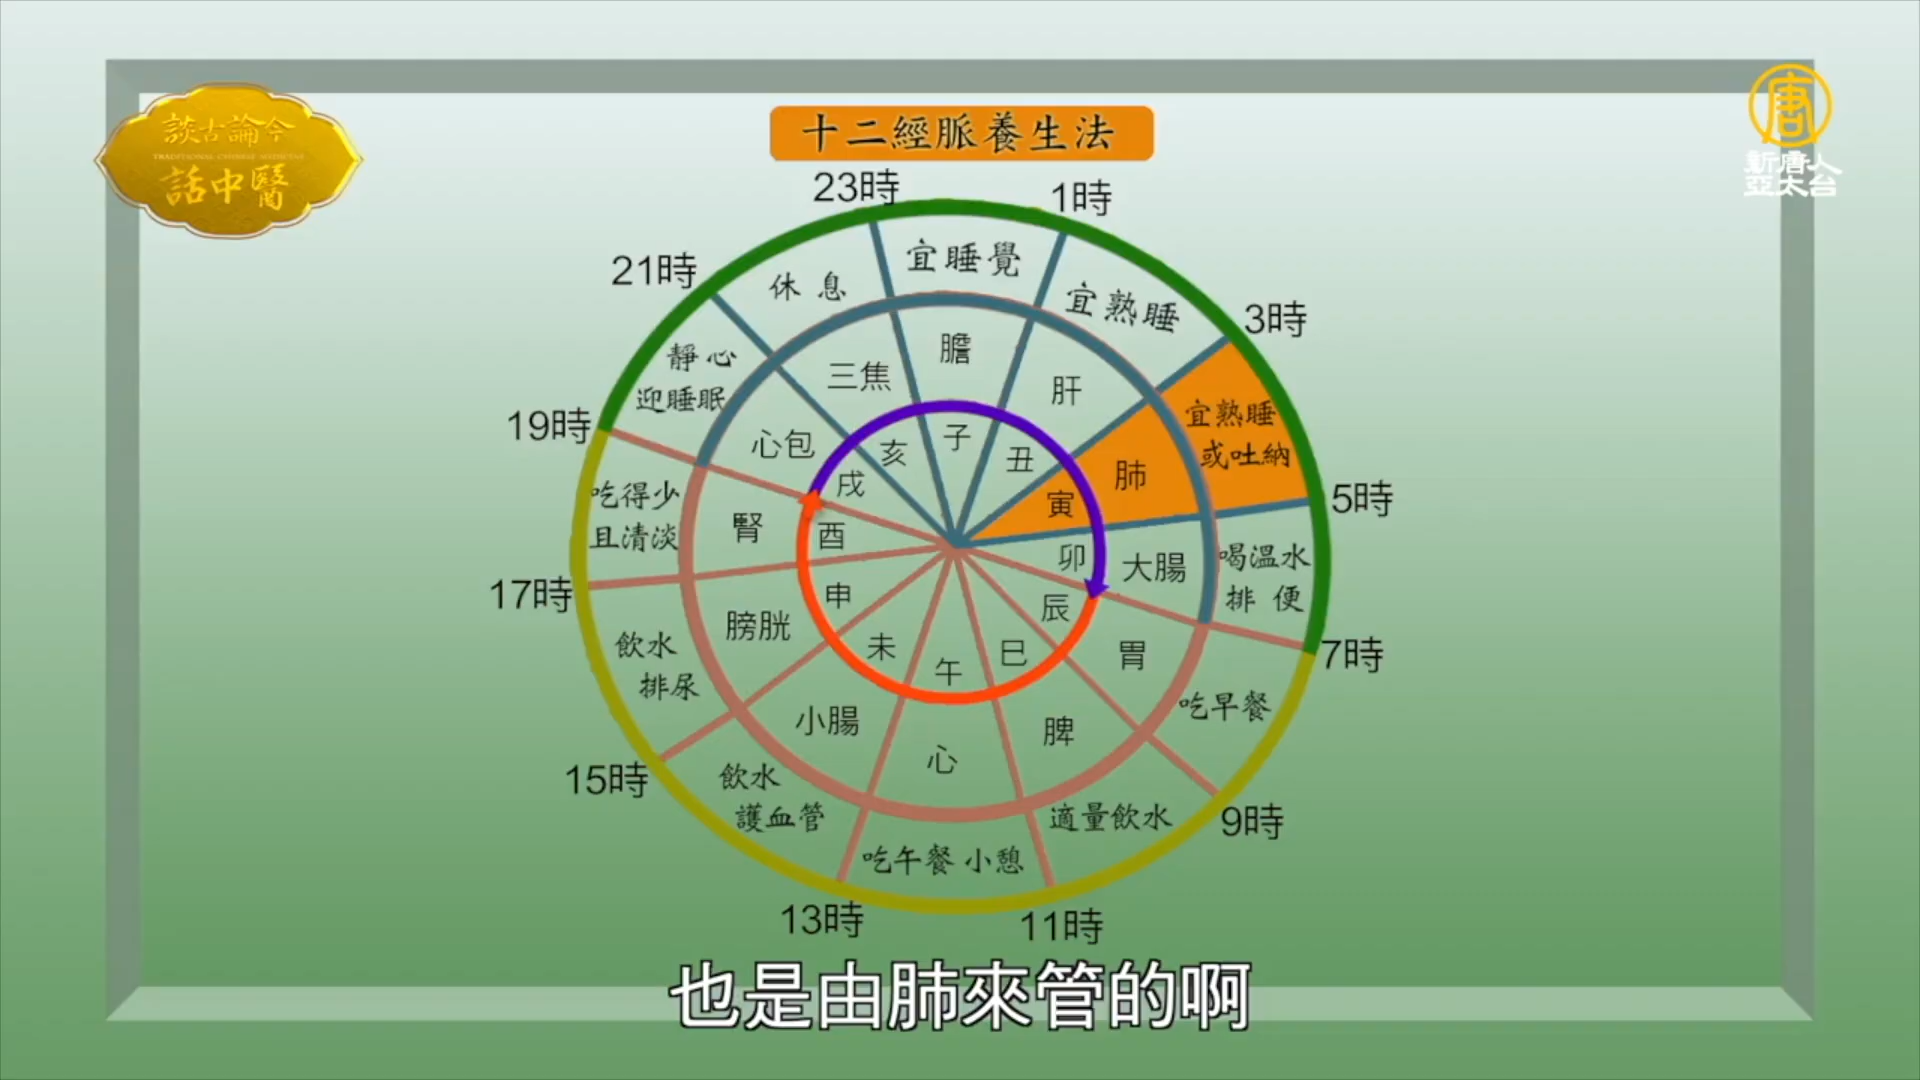 談古論今
TRADITIONAL CHINESE MEDICINE
話中醫
唐
新唐人
亞太台
十二經脈養生法
23時
1時
3時
5時
7時
9時
11時
13時
15時
17時
19時
21時
宜睡覺
宜熟睡
宜熟睡
或吐納
喝溫水
排 便
吃早餐
適量飲水
吃午餐 小憩
飲水
護血管
飲水
排尿
吃得少
且清淡
靜心
迎睡眠
休 息
膽
肝
肺
大腸
胃
脾
心
小腸
膀胱
腎
心包
三焦
子
丑
寅
卯
辰
巳
午
未
申
酉
戌
亥
也是由肺來管的啊